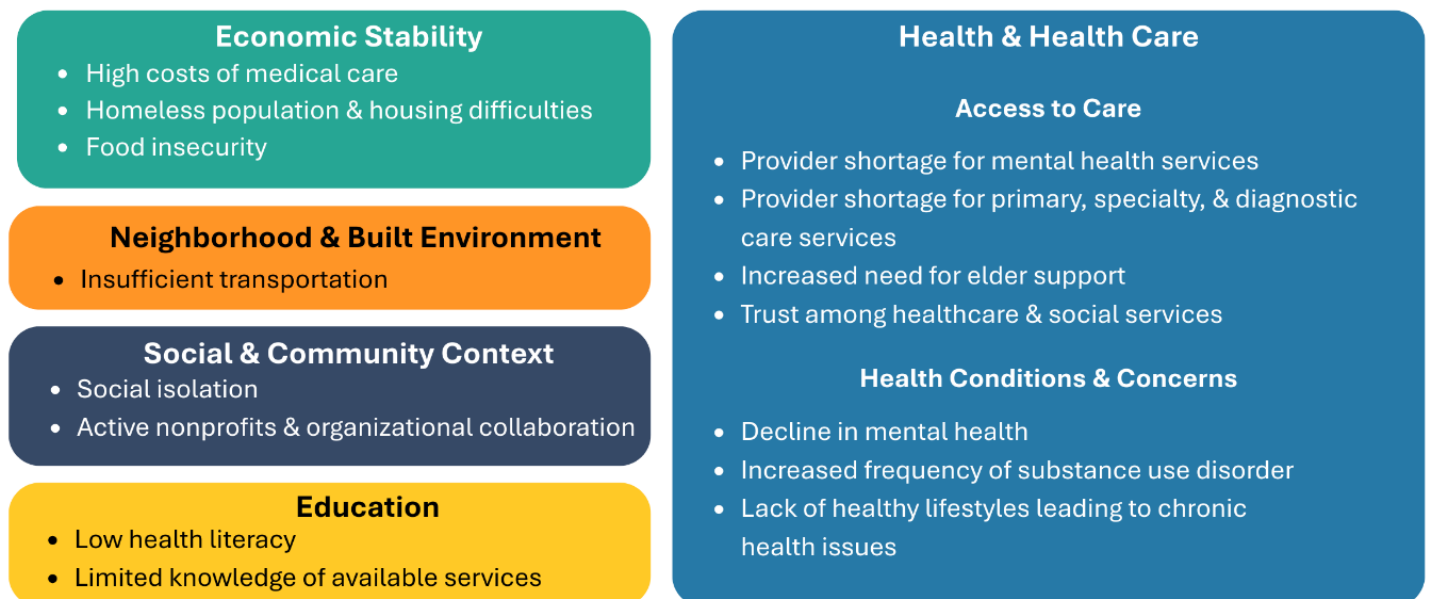 Economic Stability
• High costs of medical care
• Homeless population & housing difficulties
• Food insecurity
Neighborhood & Built Environment
• Insufficient transportation
Social & Community Context
• Social isolation
• Active nonprofits & organizational collaboration
Education
• Low health literacy
• Limited knowledge of available services
Health & Health Care
Access to Care
• Provider shortage for mental health services
• Provider shortage for primary, specialty, & diagnostic
care services
• Increased need for elder support
• Trust among healthcare & social services
Health Conditions & Concerns
• Decline in mental health
• Increased frequency of substance use disorder
• Lack of healthy lifestyles leading to chronic
health issues